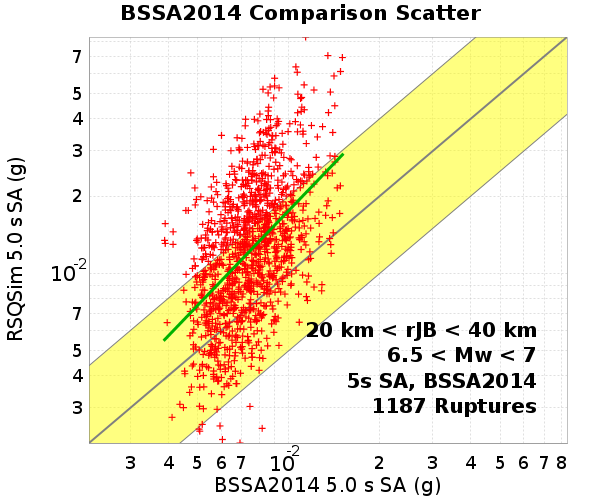 BSSA2014 Comparison Scatter
RSQSim 5.0 s SA (g)
7
5
4
3
2
10-2
7
5
4
3
20 km < rJB < 40 km
6.5 < Mw < 7
5s SA, BSSA2014
1187 Ruptures
3 4 5 6 7 10-2 2 3 4 5 6 7 8
BSSA2014 5.0 s SA (g)